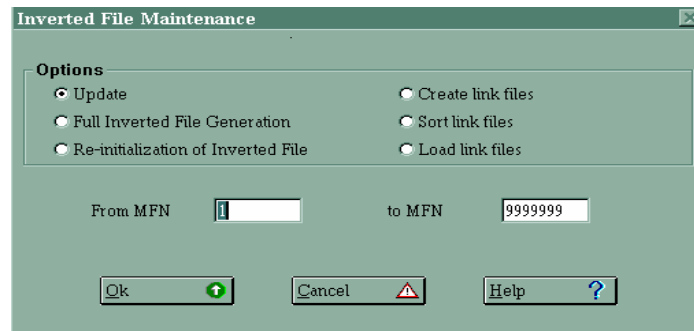 Inverted File Maintenance
Options
Update
Create link files
Full Inverted File Generation
Sort link files
Re-initialization of Inverted File
Load link files
From MFN 1 to MFN 9999999
Ok Cancel Help ?